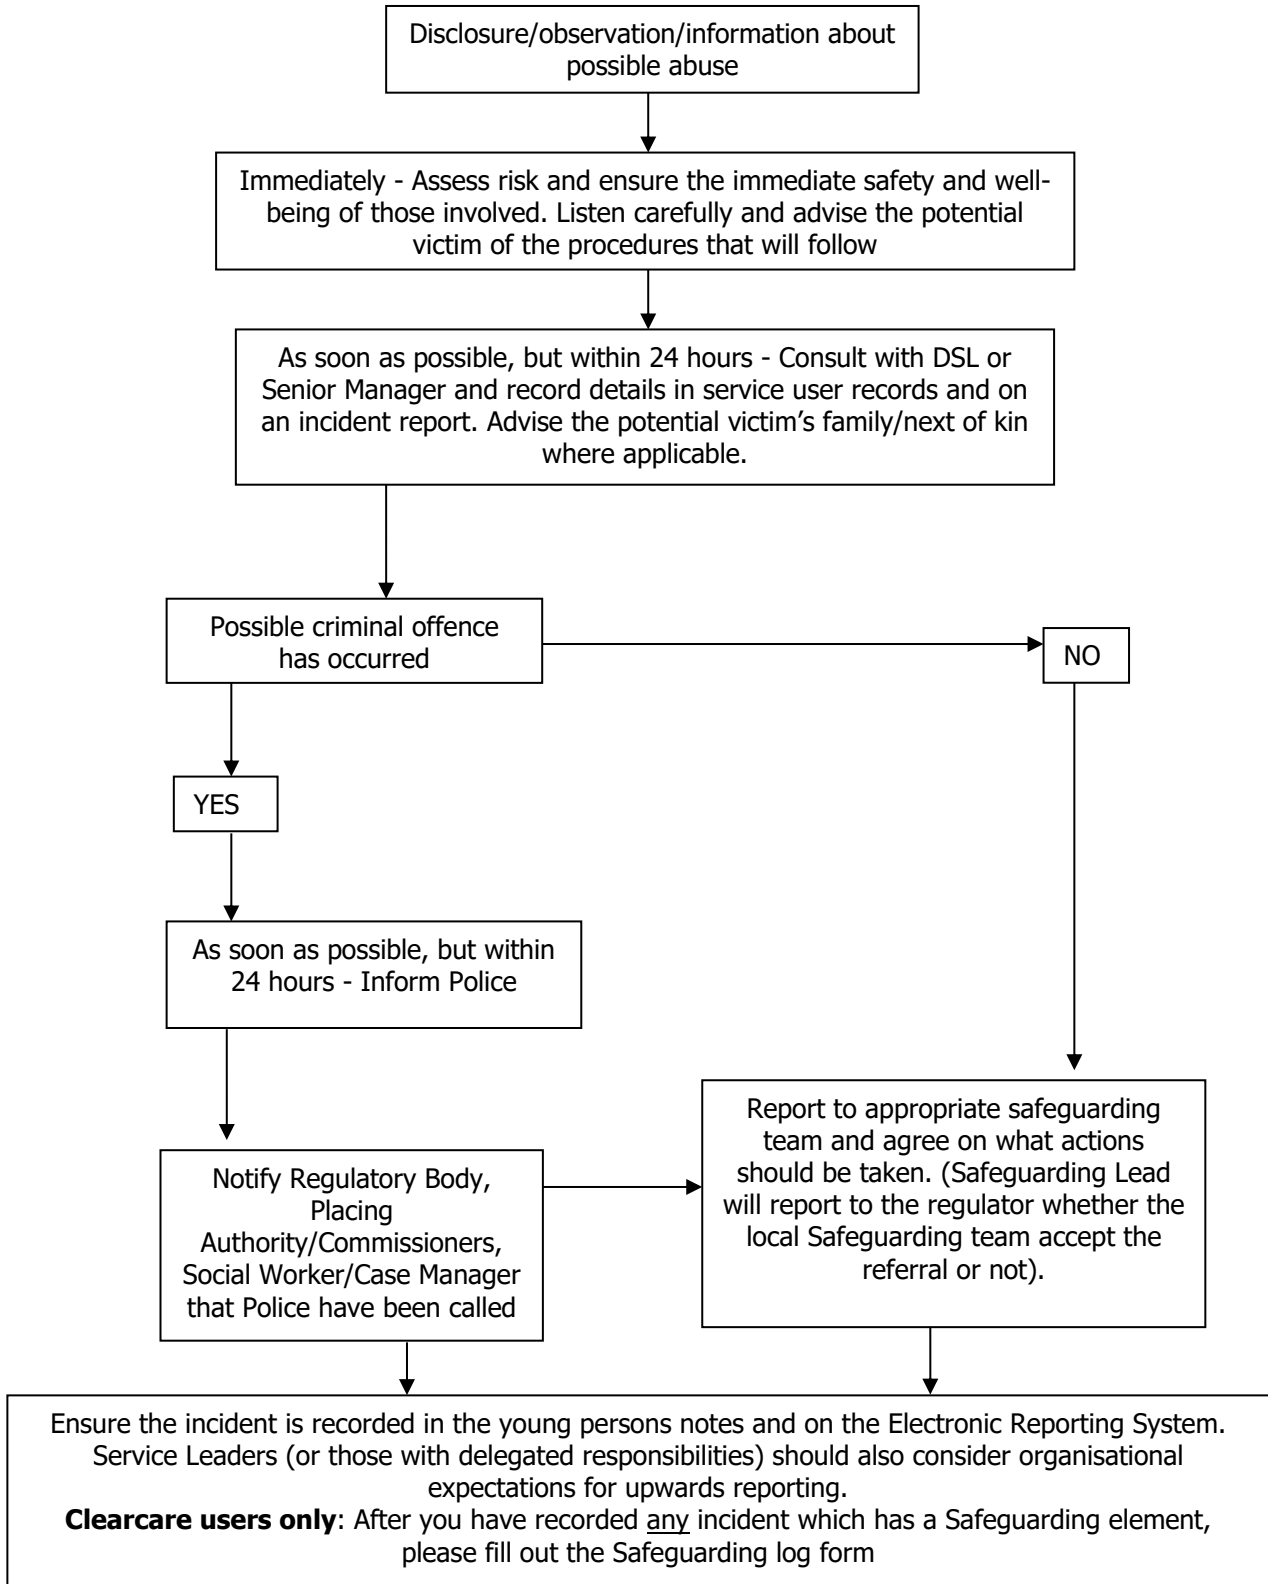 Disclosure/observation/information about
possible abuse
Immediately - Assess risk and ensure the immediate safety and well-
being of those involved. Listen carefully and advise the potential
victim of the procedures that will follow
As soon as possible, but within 24 hours - Consult with DSL or
Senior Manager and record details in service user records and on
an incident report. Advise the potential victim’s family/next of kin
where applicable.
Possible criminal offence
has occurred
NO
YES
As soon as possible, but within
24 hours - Inform Police
Notify Regulatory Body,
Placing
Authority/Commissioners,
Social Worker/Case Manager
that Police have been called
Report to appropriate safeguarding
team and agree on what actions
should be taken. (Safeguarding Lead
will report to the regulator whether the
local Safeguarding team accept the
referral or not).
Ensure the incident is recorded in the young persons notes and on the Electronic Reporting System.
Service Leaders (or those with delegated responsibilities) should also consider organisational
expectations for upwards reporting.
Clearcare users only: After you have recorded any incident which has a Safeguarding element,
please fill out the Safeguarding log form